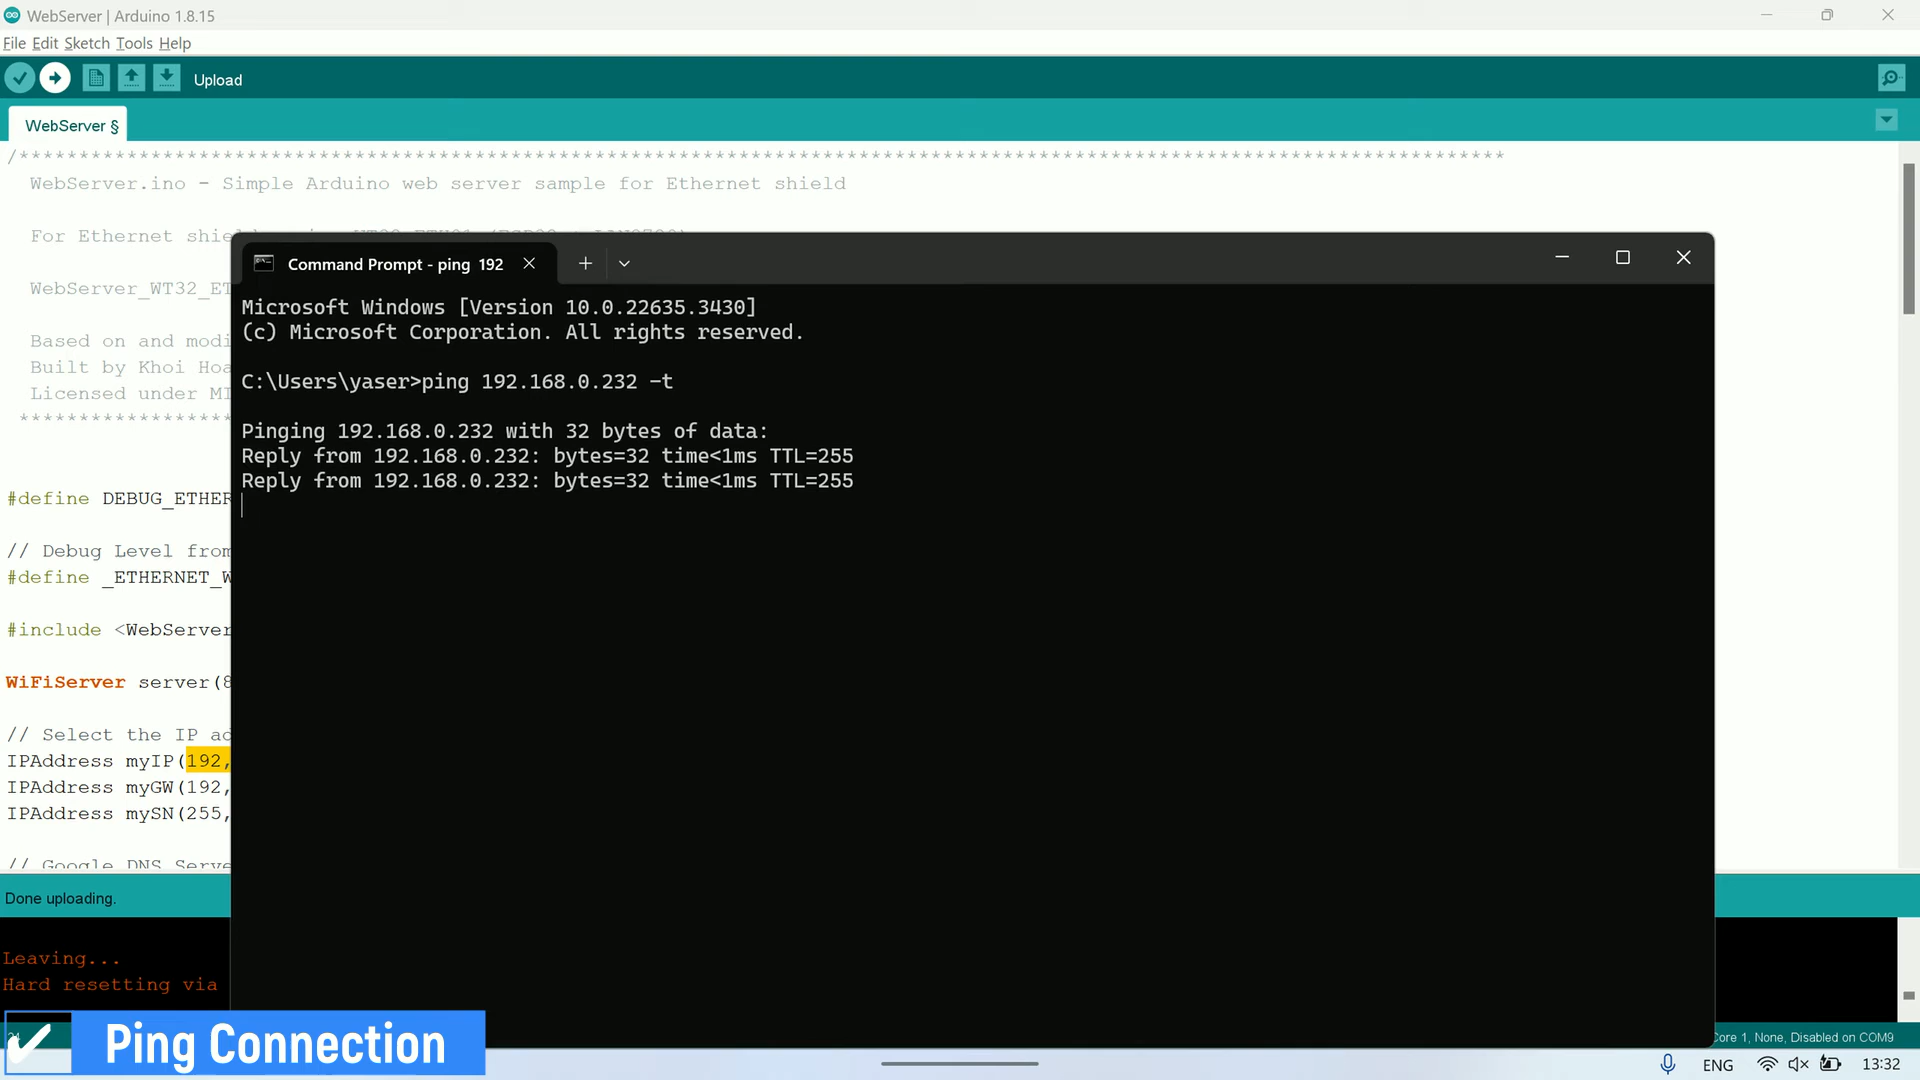 WebServer | Arduino 1.8.15
File Edit Sketch Tools Help
Upload
WebServer §
/****************************************************************************************************************************
WebServer.ino - Simple Arduino web server sample for Ethernet shield
For Ethernet shie
WebServer_WT32_ET
Based on and modi
Built by Khoi Hoa
Licensed under MI
#define DEBUG_ETHER
// Debug Level from
#define _ETHERNET_W
#include <WebServer
WiFiServer server(8
// Select the IP ad
IPAddress myIP(192,
IPAddress myGW(192,
IPAddress mySN(255,
// Google DNS Serve
Done uploading.
Leaving...
Hard resetting via
Command Prompt - ping 192
Microsoft Windows [Version 10.0.22635.3430]
(c) Microsoft Corporation. All rights reserved.
C:\Users\yaser>ping 192.168.0.232 -t
Pinging 192.168.0.232 with 32 bytes of data:
Reply from 192.168.0.232: bytes=32 time<1ms TTL=255
Reply from 192.168.0.232: bytes=32 time<1ms TTL=255
Core 1, None, Disabled on COM9
Ping Connection
ENG
13:32